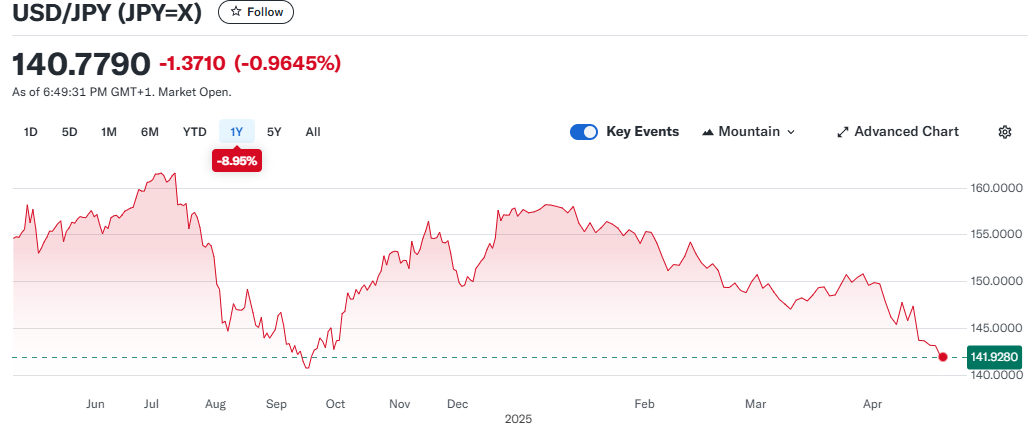 USD/JPY (JPY=X) Follow
140.7790 -1.3710 (-0.9645%)
As of 6:49:31 PM GMT+1. Market Open.
1D 5D 1M 6M YTD 1Y 5Y All Key Events Mountain Advanced Chart
-8.95%
160.0000
155.0000
150.0000
145.0000
141.9280
140.0000
Jun Jul Aug Sep Oct Nov Dec Feb Mar Apr
2025